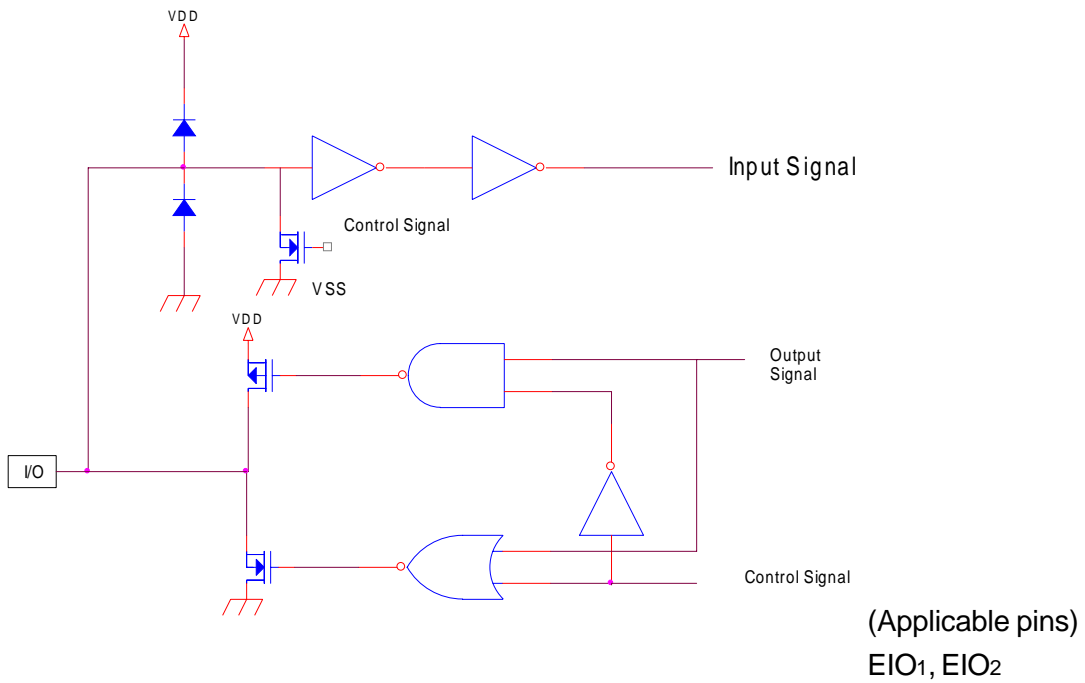 VDD
Input Signal
Control Signal
VSS
VDD
Output
Signal
I/O
Control Signal
(Applicable pins)
EIO1, EIO2